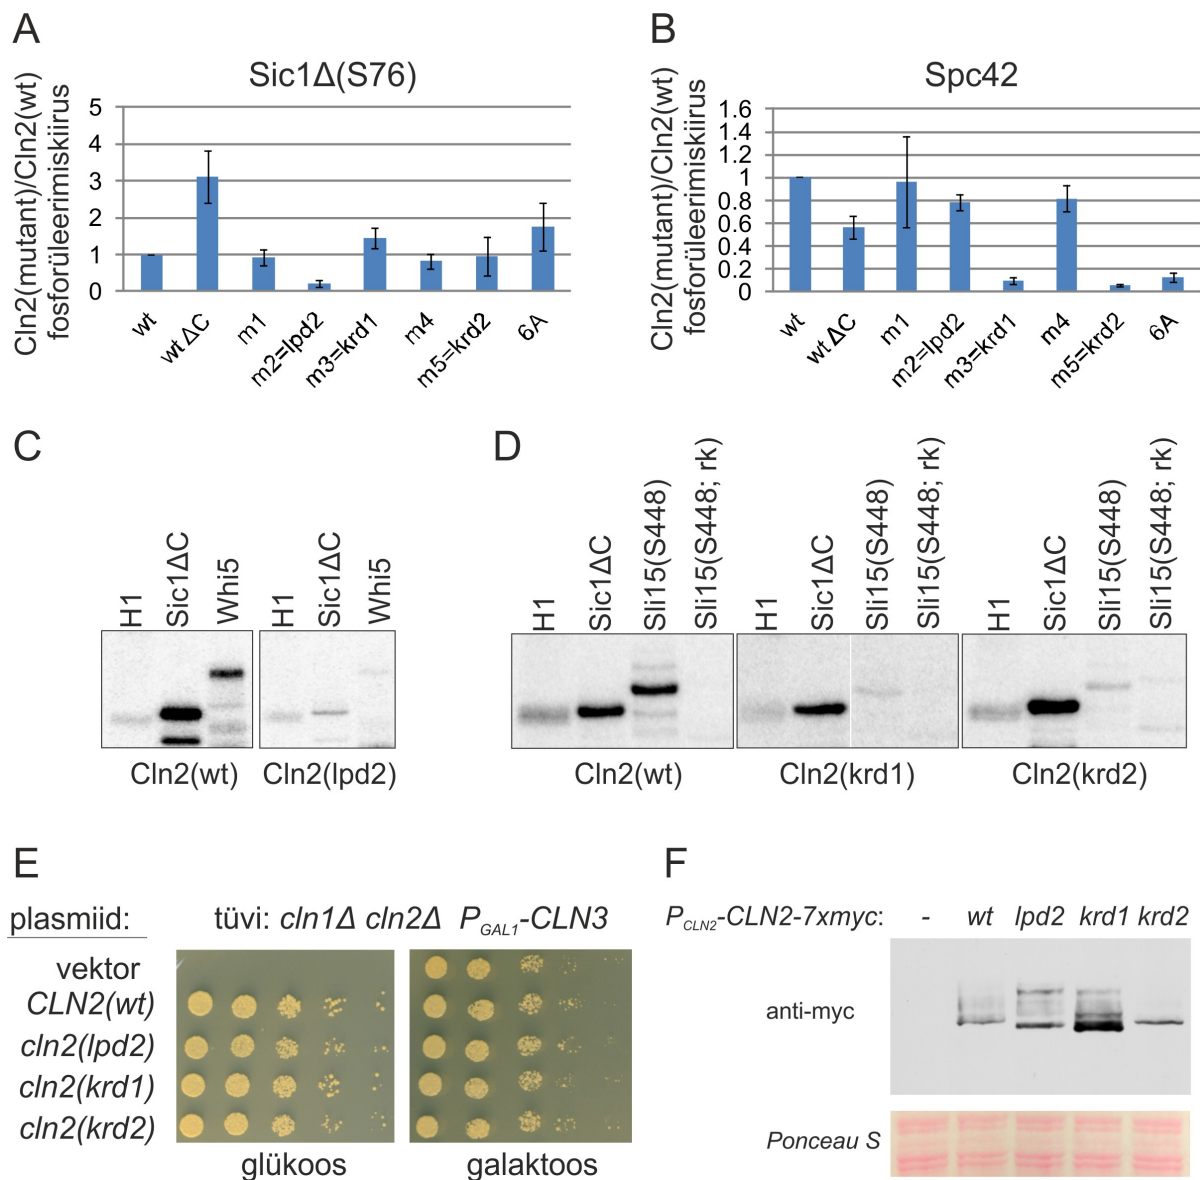 A
Sic1Δ(S76)
Cln2(mutant)/Cln2(wt)
fosforüleerimiskiirus
5
4
3
2
1
0
wt
wt ΔC
m1
m2=lpd2
m3=krd1
m4
m5=krd2
6A
B
Spc42
Cln2(mutant)/Cln2(wt)
fosforüleerimiskiirus
1.6
1.4
1.2
1
0.8
0.6
0.4
0.2
0
wt
wt ΔC
m1
m2=lpd2
m3=krd1
m4
m5=krd2
6A
C
H1
Sic1ΔC
Whi5
H1
Sic1ΔC
Whi5
Cln2(wt)
Cln2(lpd2)
D
H1
Sic1ΔC
Sli15(S448)
Sli15(S448; rk)
H1
Sic1ΔC
Sli15(S448)
Sli15(S448; rk)
H1
Sic1ΔC
Sli15(S448)
Sli15(S448; rk)
Cln2(wt)
Cln2(krd1)
Cln2(krd2)
E
plasmiid:
tüvi: cln1Δ cln2Δ P_GAL1-CLN3
vektor
CLN2(wt)
cln2(lpd2)
cln2(krd1)
cln2(krd2)
glükoos
galaktoos
F
P_CLN2-CLN2-7xmyc: - wt lpd2 krd1 krd2
anti-myc
Ponceau S